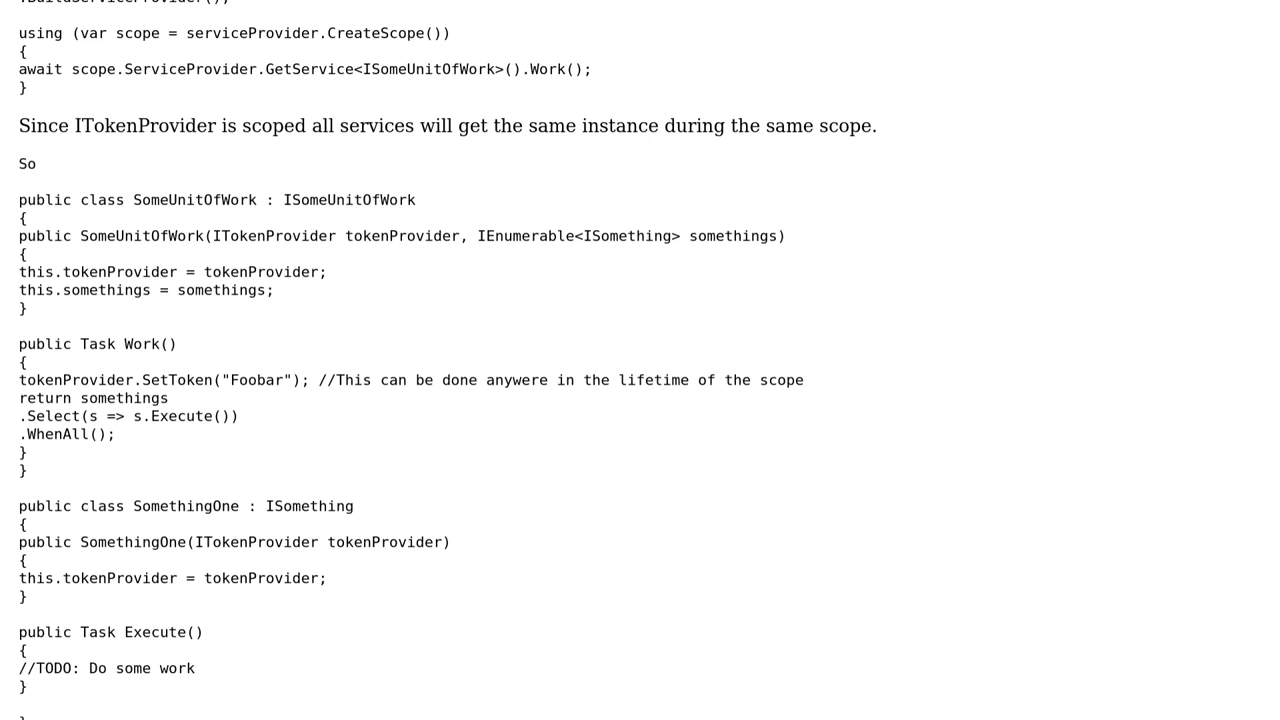 .BuildServiceProvider();
using (var scope = serviceProvider.CreateScope())
{
await scope.ServiceProvider.GetService<ISomeUnitOfWork>().Work();
}
Since ITokenProvider is scoped all services will get the same instance during the same scope.
So
public class SomeUnitOfWork : ISomeUnitOfWork
{
public SomeUnitOfWork(ITokenProvider tokenProvider, IEnumerable<ISomething> somethings)
{
this.tokenProvider = tokenProvider;
this.somethings = somethings;
}
public Task Work()
{
tokenProvider.SetToken("Foobar"); //This can be done anywere in the lifetime of the scope
return somethings
.Select(s => s.Execute())
.WhenAll();
}
}
public class SomethingOne : ISomething
{
public SomethingOne(ITokenProvider tokenProvider)
{
this.tokenProvider = tokenProvider;
}
public Task Execute()
{
//TODO: Do some work
}
}